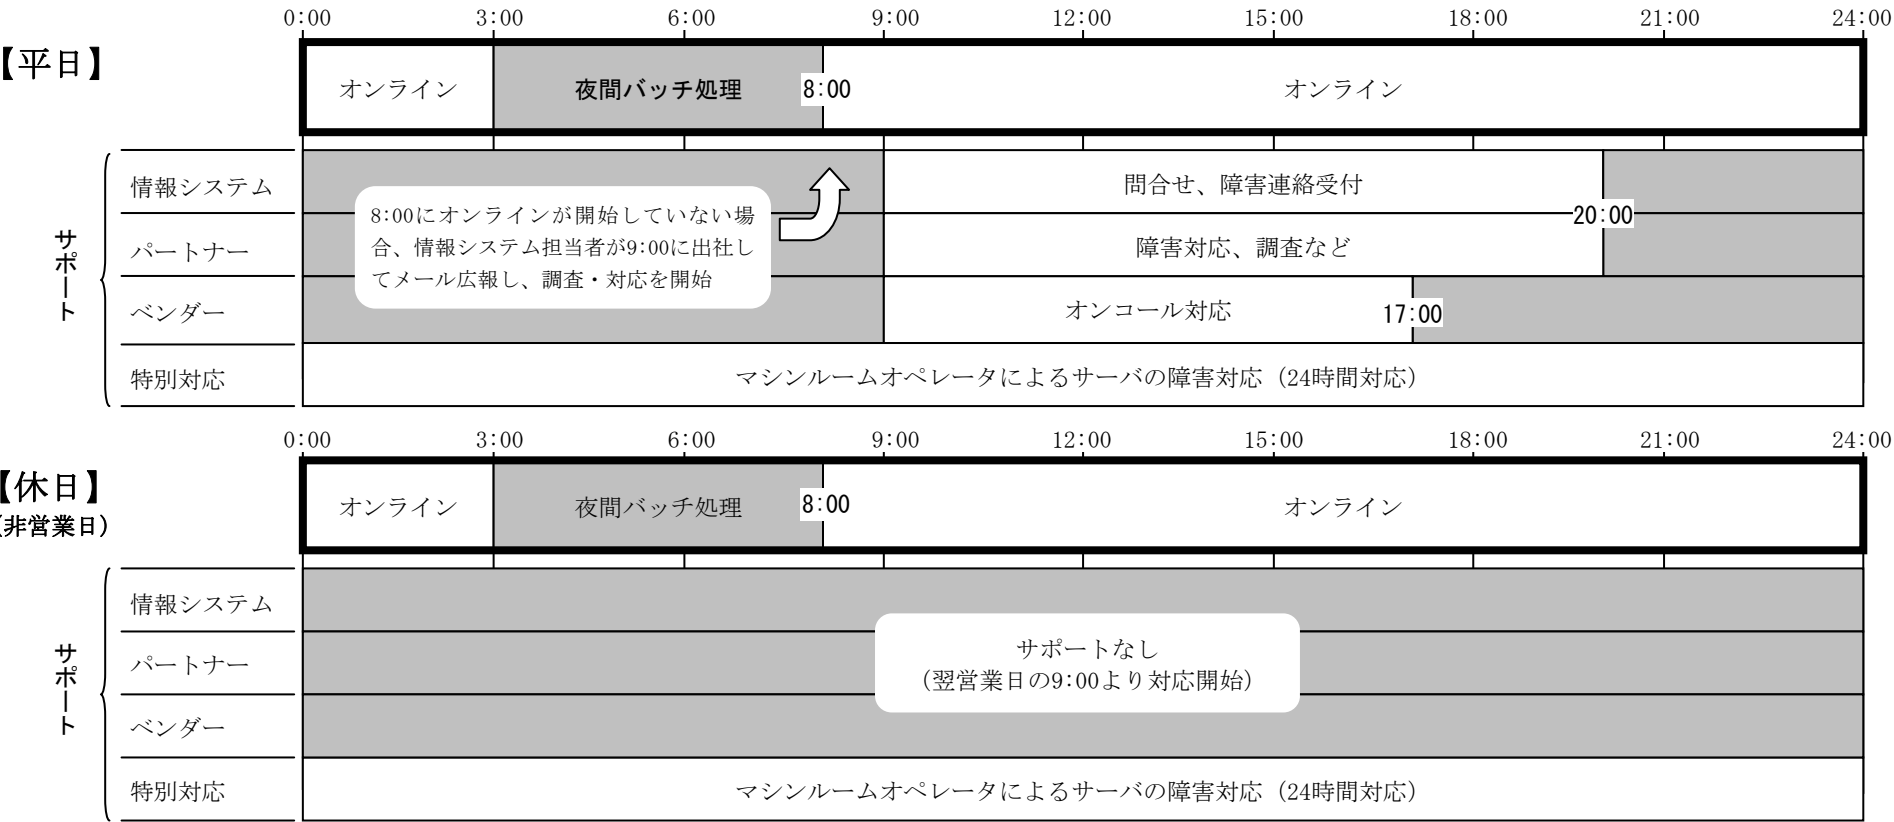 0:00 3:00 6:00 9:00 12:00 15:00 18:00 21:00 24:00
【平日】
オンライン 夜間バッチ処理 8:00 オンライン
サポート
情報システム 問合せ、障害連絡受付
20:00
パートナー 障害対応、調査など
ベンダー オンコール対応 17:00
8:00にオンラインが開始していない場
合、情報システム担当者が9:00に出社し
てメール広報し、調査・対応を開始
特別対応 マシンルームオペレータによるサーバの障害対応（24時間対応）
0:00 3:00 6:00 9:00 12:00 15:00 18:00 21:00 24:00
【休日】
（非営業日）
オンライン 夜間バッチ処理 8:00 オンライン
サポート
情報システム
パートナー
ベンダー
サポートなし
（翌営業日の9:00より対応開始）
特別対応 マシンルームオペレータによるサーバの障害対応（24時間対応）